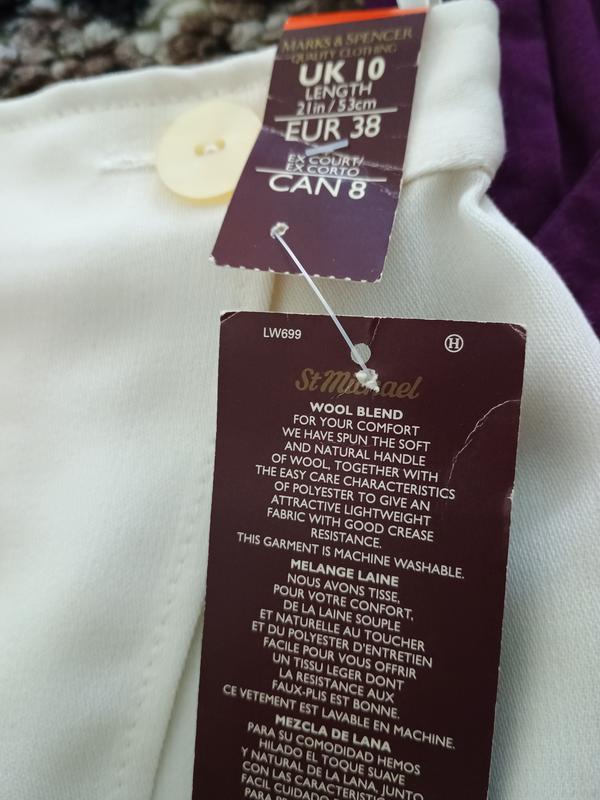 MARKS & SPENCER
QUALITY CLOTHING
UK 10
LENGTH
21in / 53cm
EUR 38
EX COURT/
EX CORTO
CAN 8
LW699
H
St Michael
WOOL BLEND
FOR YOUR COMFORT
WE HAVE SPUN THE SOFT
AND NATURAL HANDLE
OF WOOL, TOGETHER WITH
THE EASY CARE CHARACTERISTICS
OF POLYESTER TO GIVE AN
ATTRACTIVE LIGHTWEIGHT
FABRIC WITH GOOD CREASE
RESISTANCE.
THIS GARMENT IS MACHINE WASHABLE.
MELANGE LAINE
NOUS AVONS TISSE,
POUR VOTRE CONFORT,
DE LA LAINE SOUPLE
ET NATURELLE AU TOUCHER
ET DU POLYESTER D'ENTRETIEN
FACILE POUR VOUS OFFRIR
UN TISSU LEGER DONT
LA RESISTANCE AUX
FAUX-PLIS EST BONNE.
CE VETEMENT EST LAVABLE EN MACHINE.
MEZCLA DE LANA
PARA SU COMODIDAD HEMOS
HILADO EL TOQUE SUAVE
Y NATURAL DE LA LANA, JUNTO
CON LAS CARACTERISTIC
FACIL CUIDADO
PARA